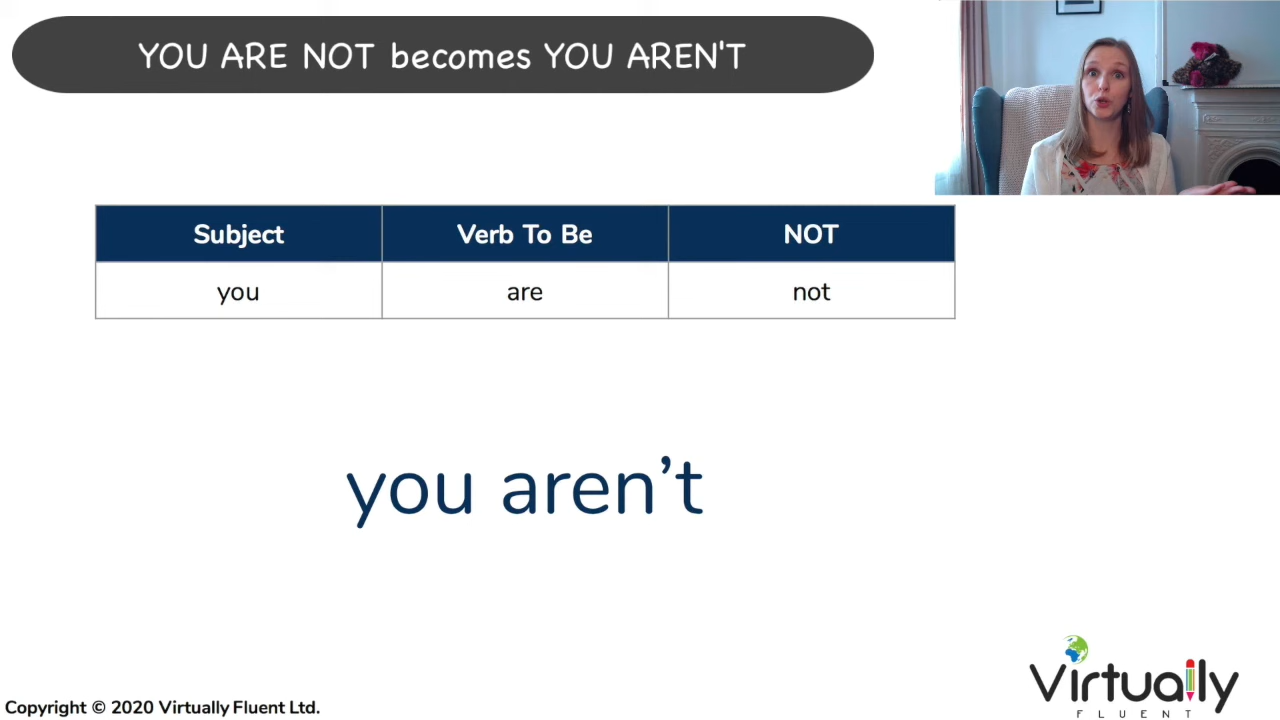 YOU ARE NOT becomes YOU AREN'T
Subject Verb To Be NOT
you are not
you aren’t
Virtually
FLUENT
Copyright © 2020 Virtually Fluent Ltd.